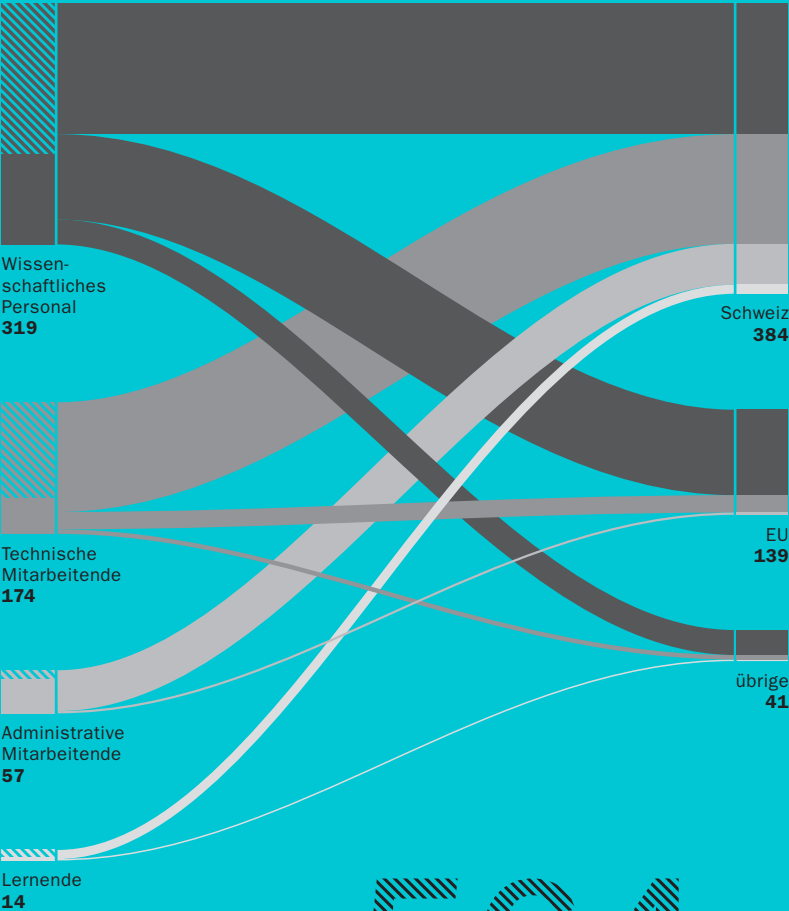 Wissen-
schaftliches
Personal
319
Schweiz
384
EU
139
Technische
Mitarbeitende
174
übrige
41
Administrative
Mitarbeitende
57
Lernende
14